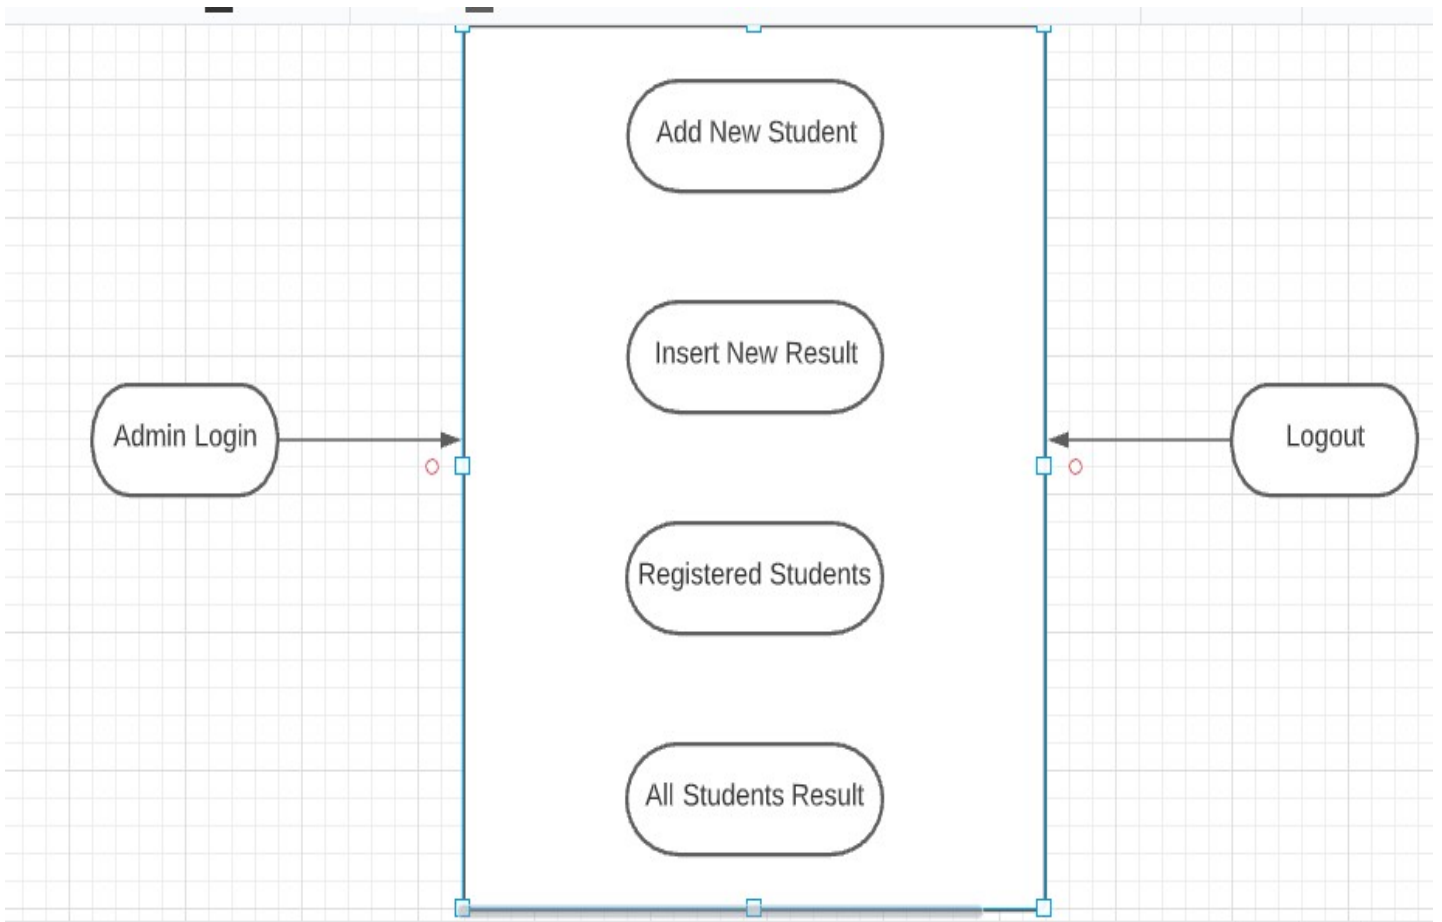 Add New Student
Insert New Result
Admin Login
Logout
Registered Students
All Students Result